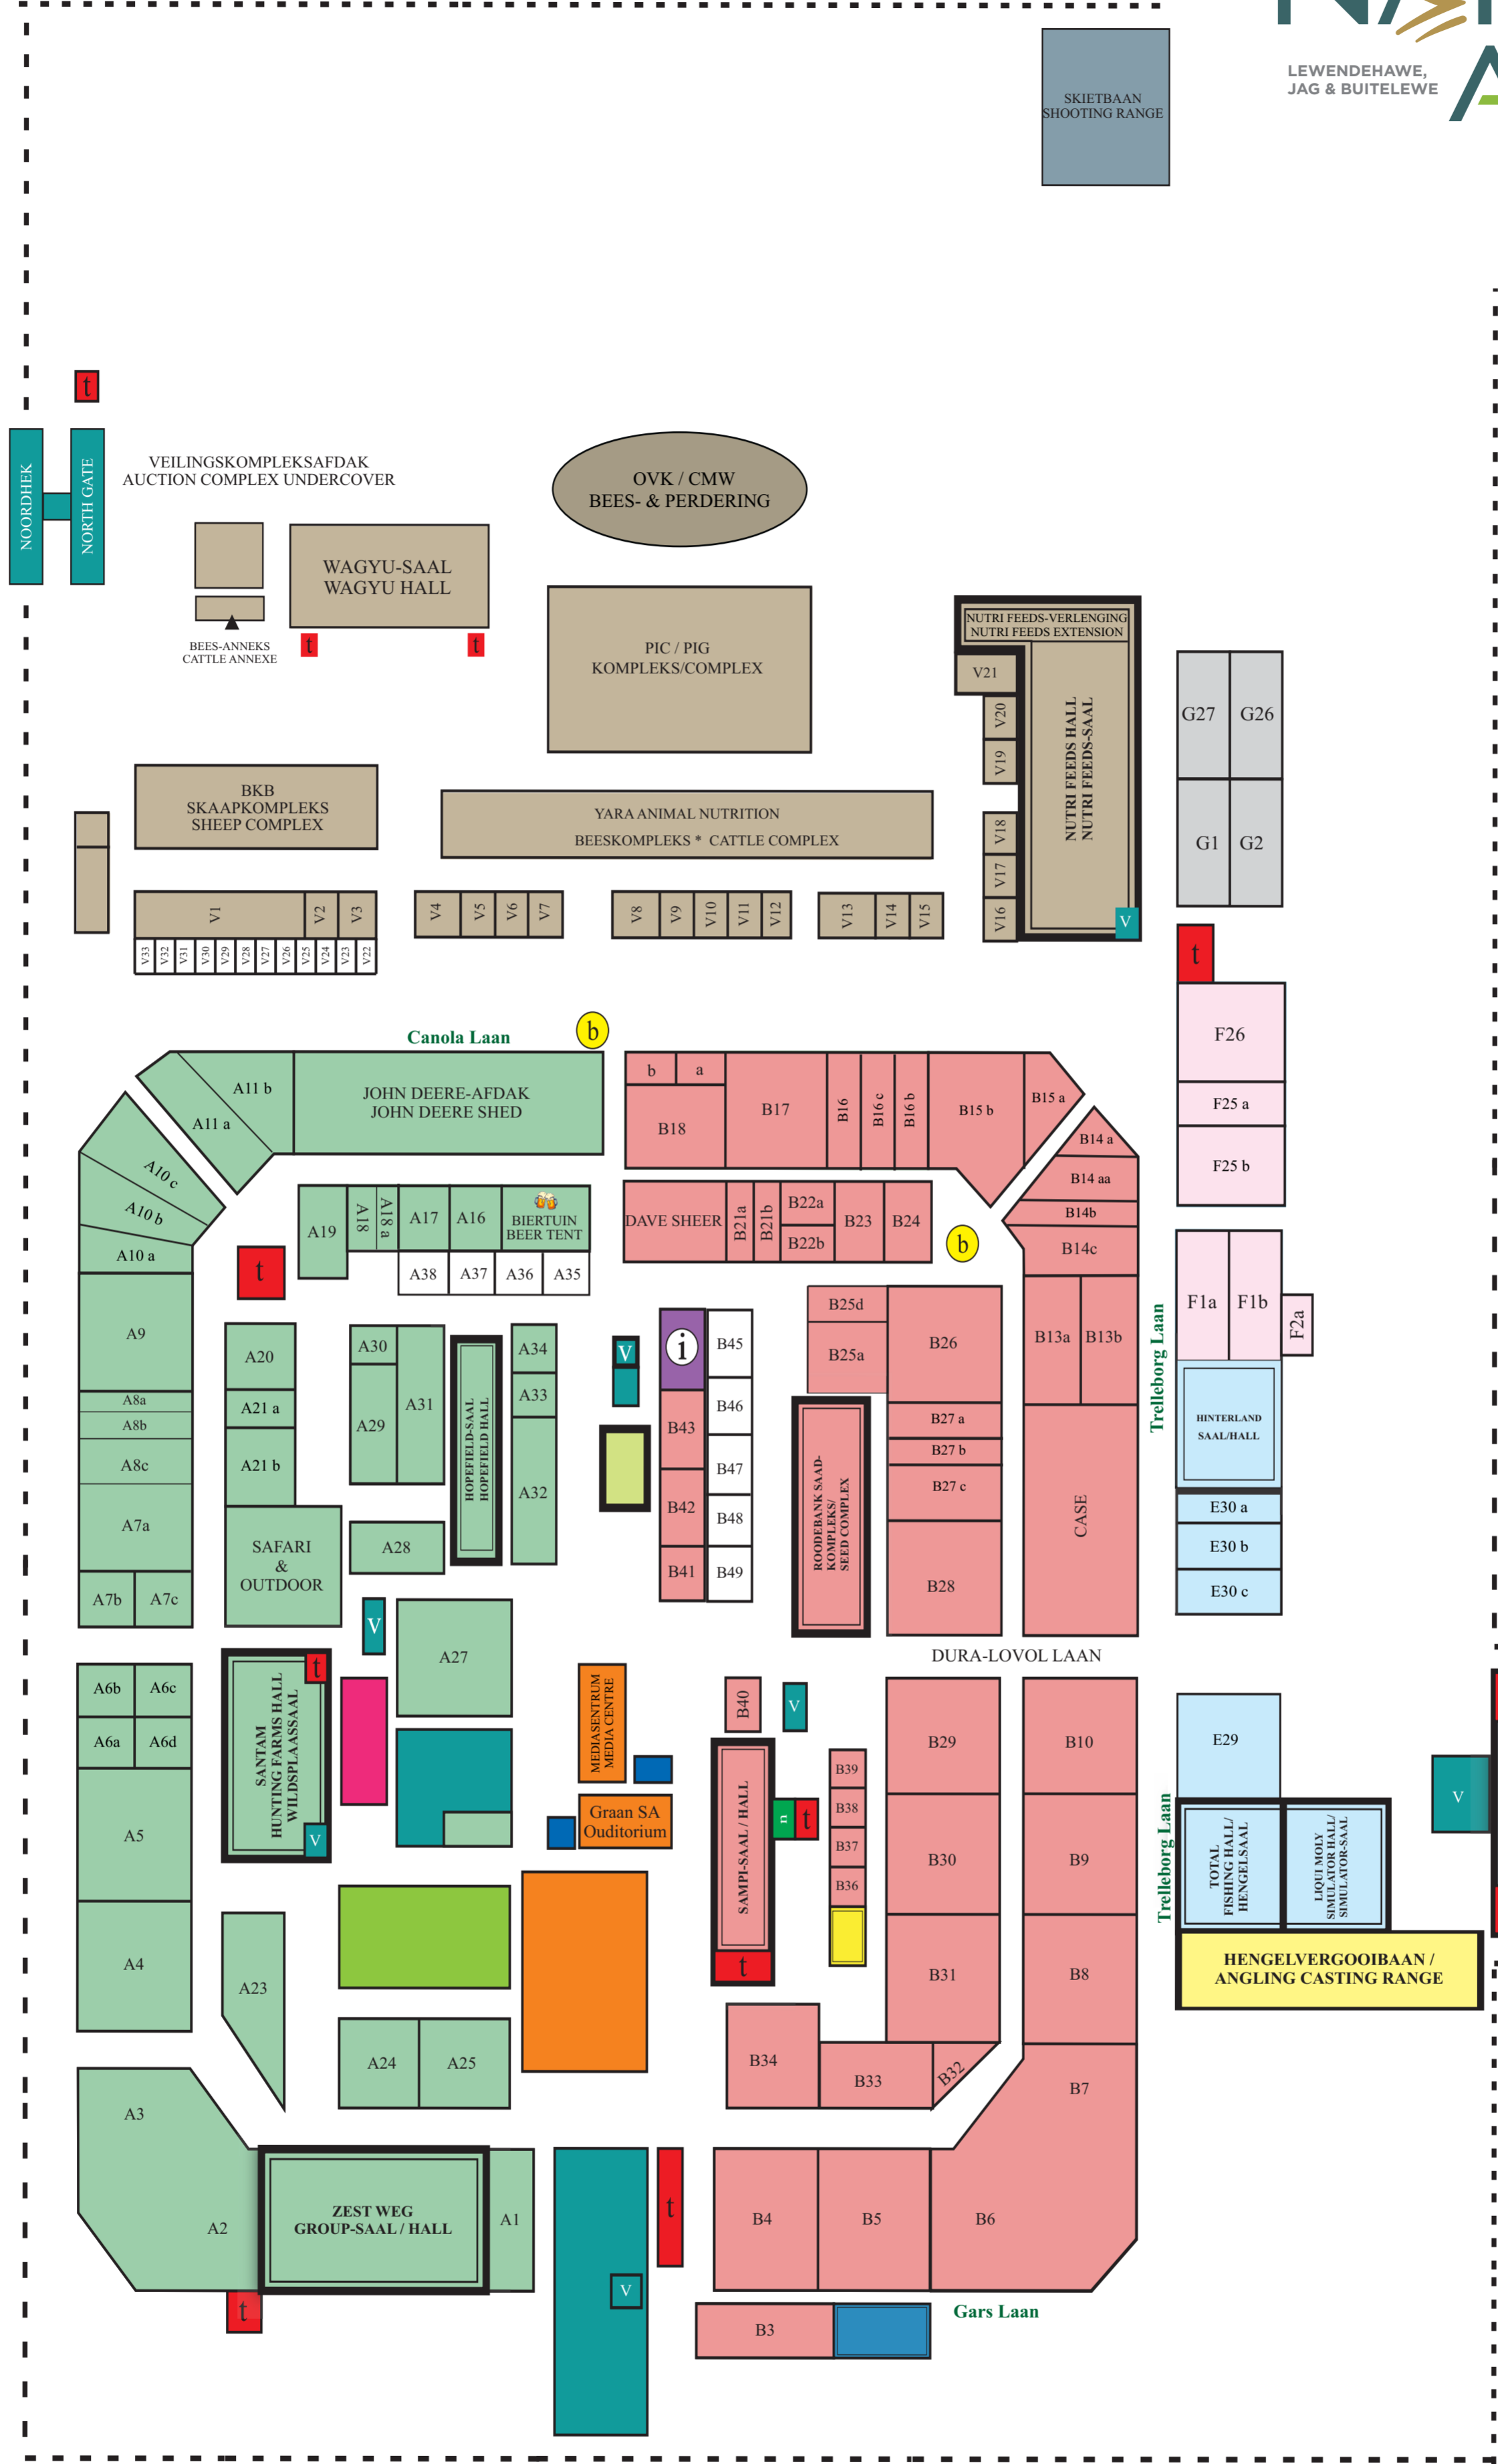 LEWENDEHAWE,
JAG & BUITELEWE
SKIETBAAN
SHOOTING RANGE
t
NOORDHEK
NORTH GATE
VEILINGSKOMPLEKSAFDAK
AUCTION COMPLEX UNDERCOVER
OVK / CMW
BEES- & PERDERING
WAGYU-SAAL
WAGYU HALL
BEES-ANNEKS
CATTLE ANNEXE
t
t
PIC / PIG
KOMPLEKS/COMPLEX
NUTRI FEEDS-VERLENGING
NUTRI FEEDS EXTENSION
V21
V20
V19
V18
V17
V16
NUTRI FEEDS HALL
NUTRI FEEDS-SAAL
V
G27
G26
G1
G2
BKB
SKAAPKOMPLEKS
SHEEP COMPLEX
YARA ANIMAL NUTRITION
BEESKOMPLEKS * CATTLE COMPLEX
V1
V2
V3
V4
V5
V6
V7
V8
V9
V10
V11
V12
V13
V14
V15
V33
V32
V31
V30
V29
V28
V27
V26
V25
V24
V23
V22
t
F26
F25 a
F25 b
Canola Laan
b
A11 b
A11 a
JOHN DEERE-AFDAK
JOHN DEERE SHED
b
a
B18
B17
B16
B16 c
B16 b
B15 b
B15 a
B14 a
B14 aa
B14b
B14c
A10 c
A10 b
A10 a
A19
A18
A18 a
A17
A16
BIERTUIN
BEER TENT
A38
A37
A36
A35
DAVE SHEER
B21a
B21b
B22a
B22b
B23
B24
b
t
F1a
F1b
F2a
A9
A8a
A8b
A8c
A7a
A7b
A7c
A20
A21 a
A21 b
SAFARI
&
OUTDOOR
A30
A29
A31
A28
HOPEFIELD-SAAL
HOPEFIELD HALL
A34
A33
A32
V
i
B43
B42
B41
B45
B46
B47
B48
B49
B25d
B25a
B26
B27 a
B27 b
B27 c
B28
ROODEBANK SAAD-
KOMPLEKS/
SEED COMPLEX
B13a
B13b
CASE
Trelleborg Laan
HINTERLAND
SAAL/HALL
E30 a
E30 b
E30 c
V
A27
DURA-LOVOL LAAN
A6b
A6c
A6a
A6d
A5
A4
SANTAM
HUNTING FARMS HALL
WILDSPLAASSAAL
t
V
MEDIASENTRUM
MEDIA CENTRE
Graan SA
Ouditorium
B40
V
SAMPI-SAAL / HALL
n
t
t
B39
B38
B37
B36
B29
B30
B31
B10
B9
B8
B7
E29
Trelleborg Laan
TOTAL
FISHING HALL/
HENGELSAAL
LIQUI MOLY
SIMULATOR HALL/
SIMULATOR-SAAL
V
HENGELVERGOOIBAAN /
ANGLING CASTING RANGE
A23
A24
A25
B34
B33
B32
A3
A2
ZEST WEG
GROUP-SAAL / HALL
A1
t
V
t
B4
B5
B6
B3
Gars Laan